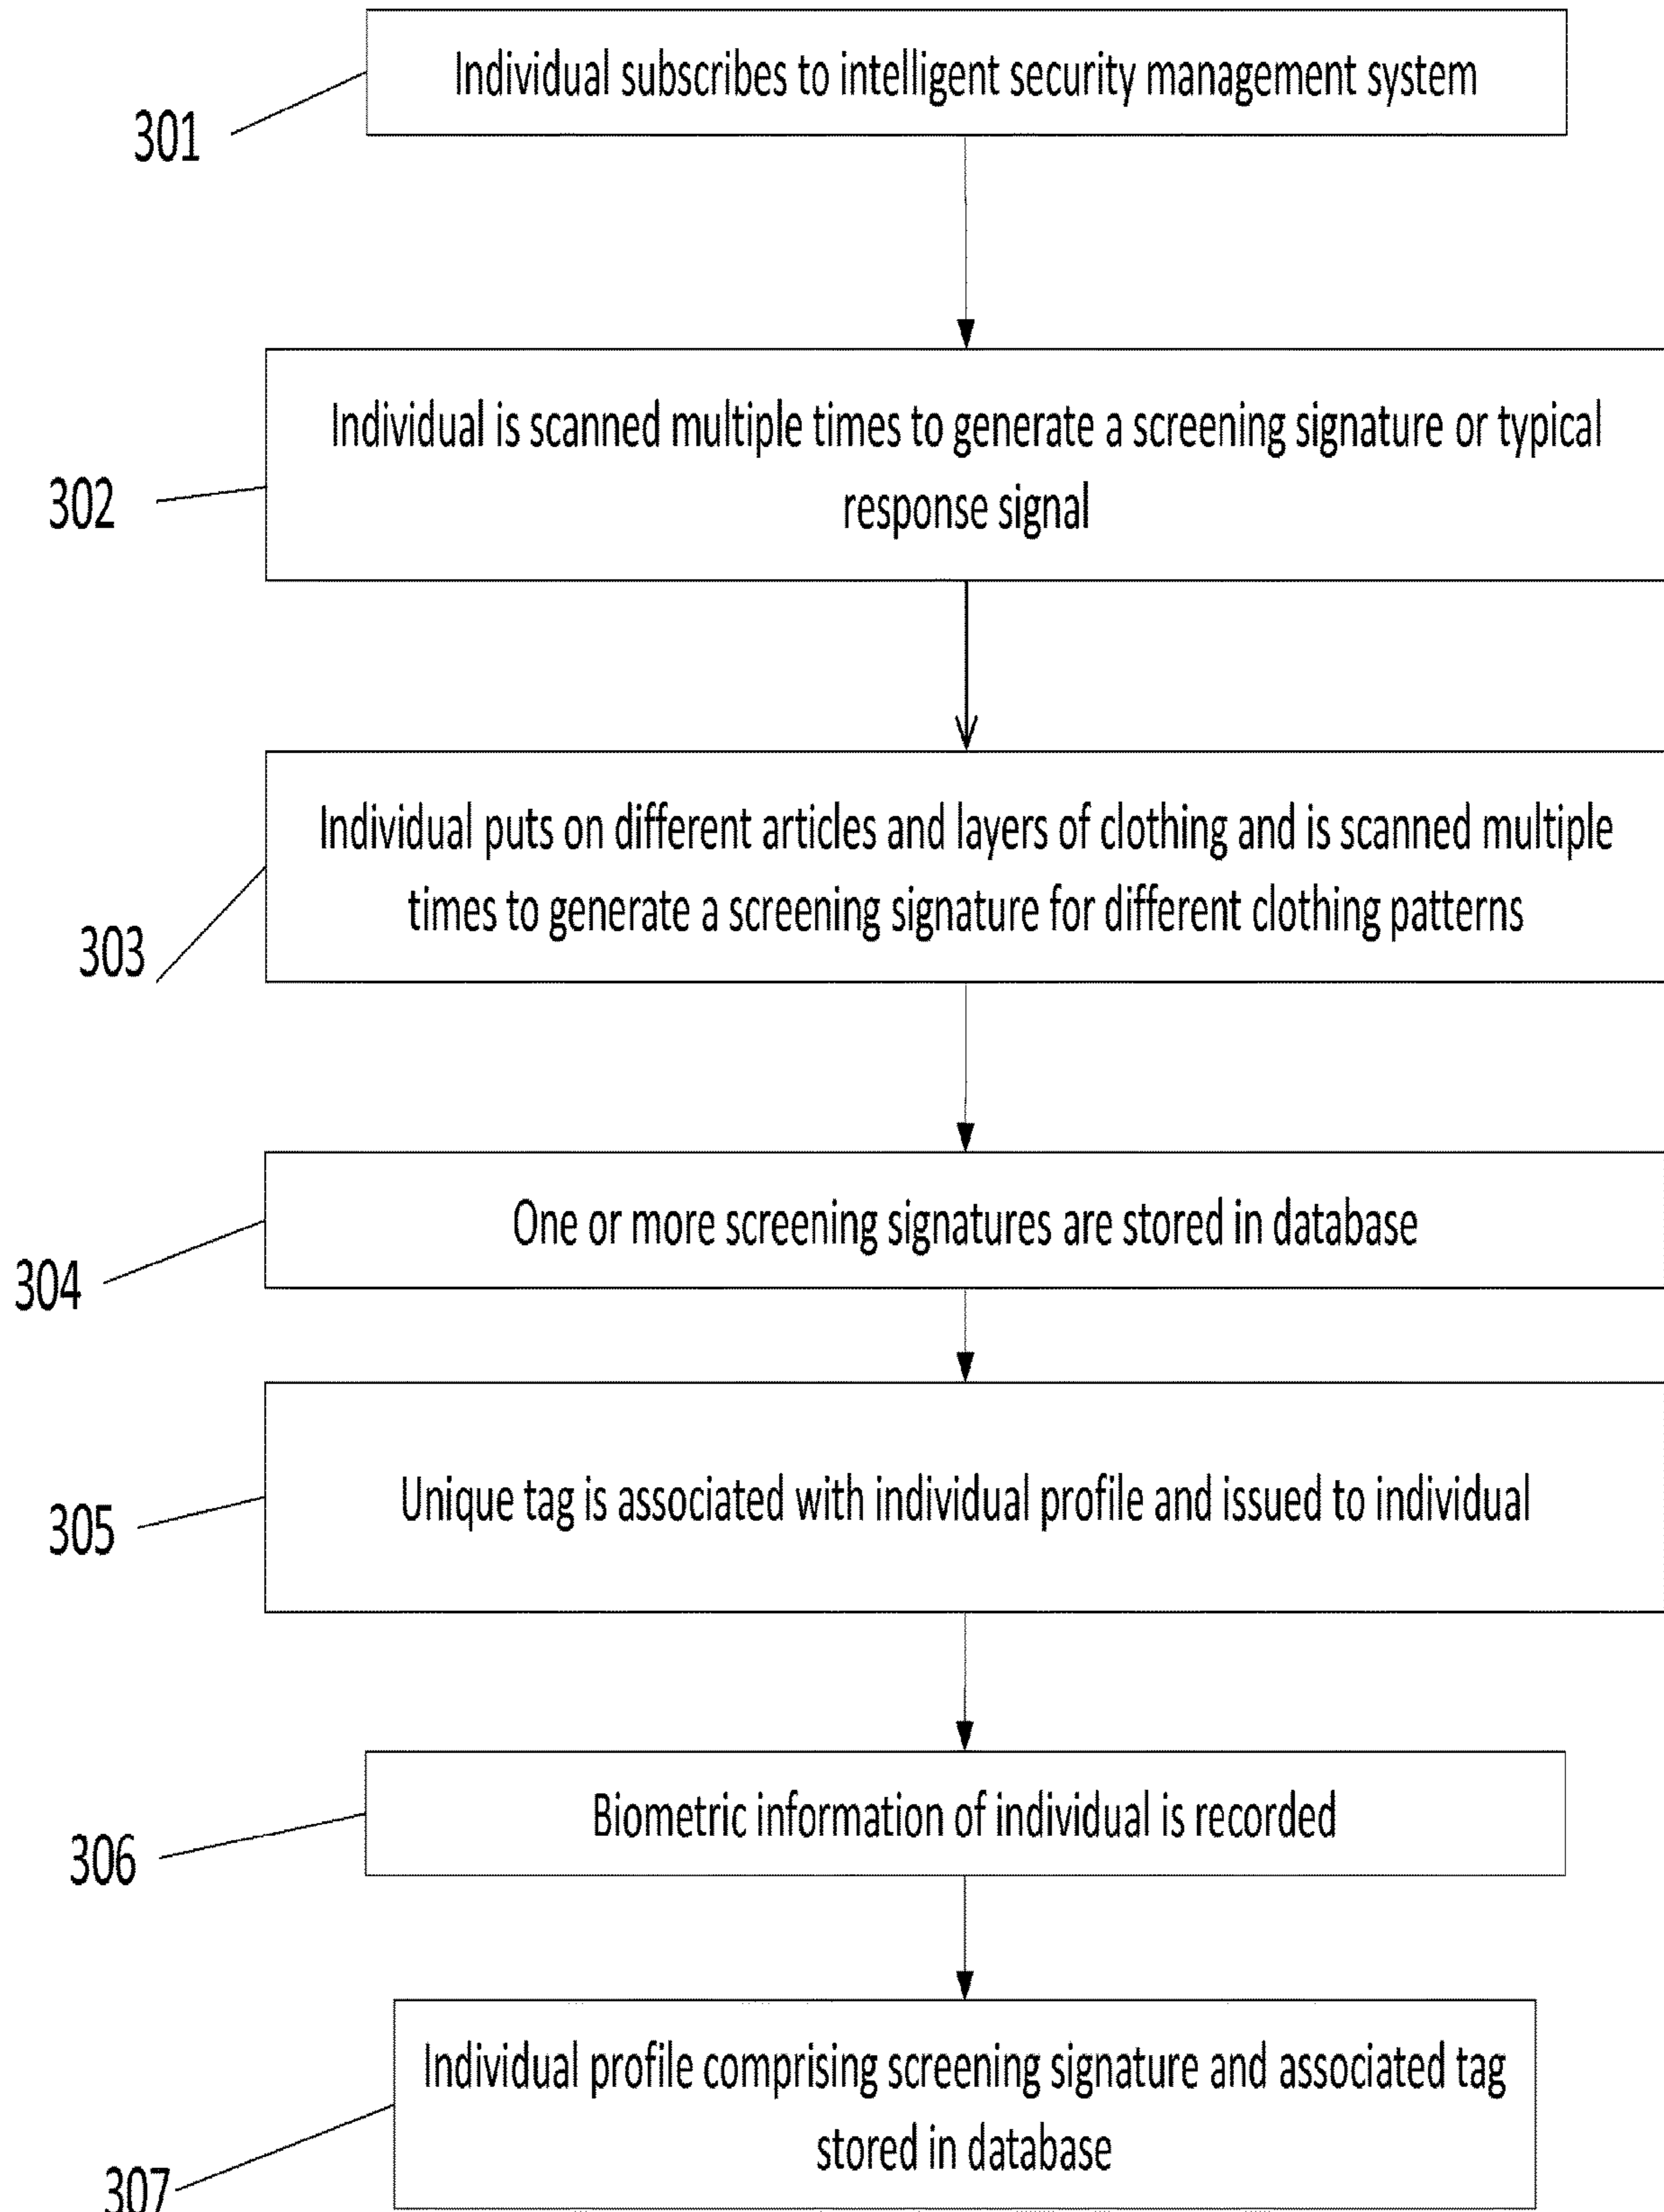 Individual subscribes to intelligent security management system
301
Individual is scanned multiple times to generate a screening signature or typical
response signal
302
Individual puts on different articles and layers of clothing and is scanned multiple
times to generate a screening signature for different clothing patterns
303
One or more screening signatures are stored in database
304
Unique tag is associated with individual profile and issued to individual
305
Biometric information of individual is recorded
306
Individual profile comprising screening signature and associated tag
stored in database
307